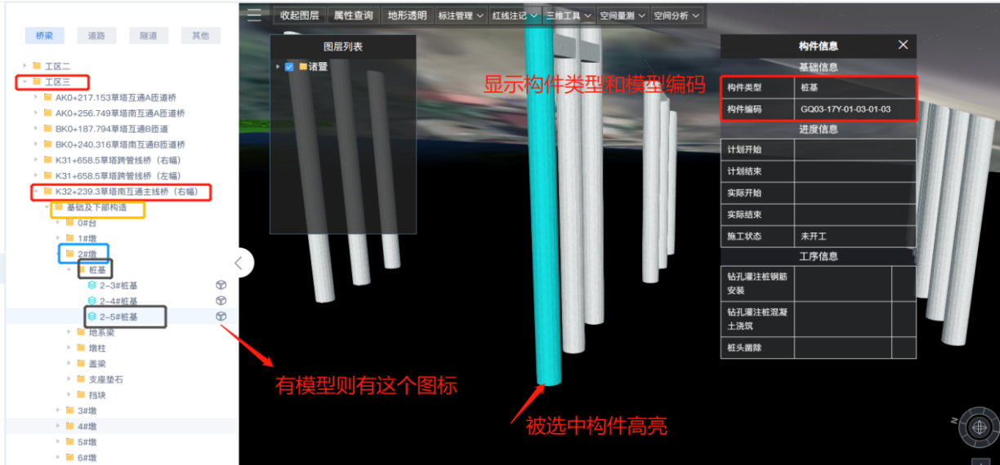 桥梁
道路
隧道
其他
工区二
工区三
AK0+217.153草塔互通A匝道桥
AK0+256.749草塔南互通A匝道桥
BK0+187.794草塔互通B匝道
BK0+240.316草塔南互通B匝道桥
K31+658.5草塔跨管线桥（右幅）
K31+658.5草塔跨管线桥（左幅）
K32+239.3草塔南互通主线桥（右幅）
基础及下部构造
0#台
1#墩
2#墩
桩基
2-3#桩基
2-4#桩基
2-5#桩基
地系梁
墩柱
盖梁
支座垫石
挡块
3#墩
4#墩
5#墩
6#墩
收起图层 属性查询 地形透明 标注管理 红线注记 三维工具 空间量测 空间分析
图层列表
诸暨
显示构件类型和模型编码
有模型则有这个图标
被选中构件高亮
构件信息
基础信息
构件类型 桩基
构件编码 GQ03-17Y-01-03-01-03
进度信息
计划开始
计划结束
实际开始
实际结束
施工状态 未开工
工序信息
钻孔灌注桩钢筋
安装
钻孔灌注桩混凝
土浇筑
桩头凿除
N